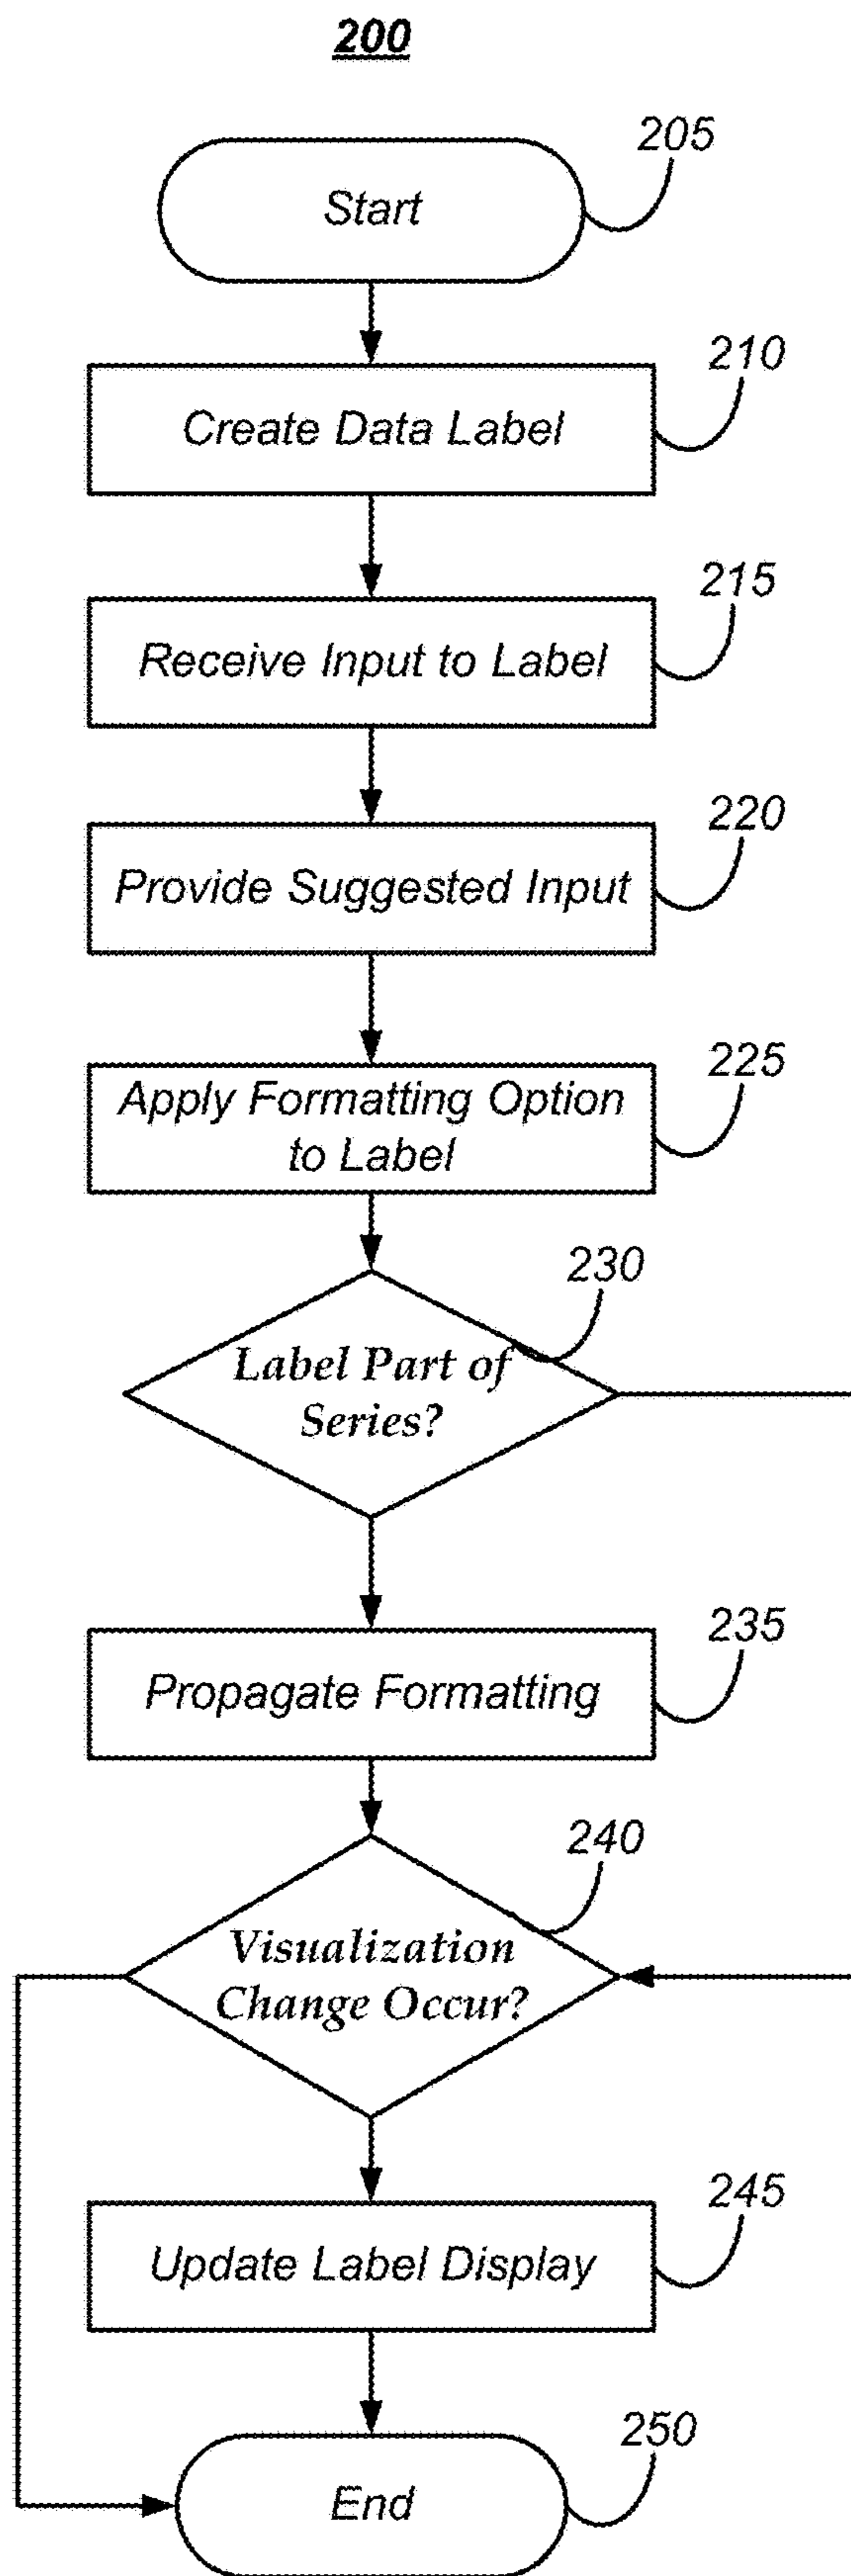 200
205
Start
210
Create Data Label
215
Receive Input to Label
220
Provide Suggested Input
225
Apply Formatting Option
to Label
230
Label Part of
Series?
235
Propagate Formatting
240
Visualization
Change Occur?
245
Update Label Display
250
End